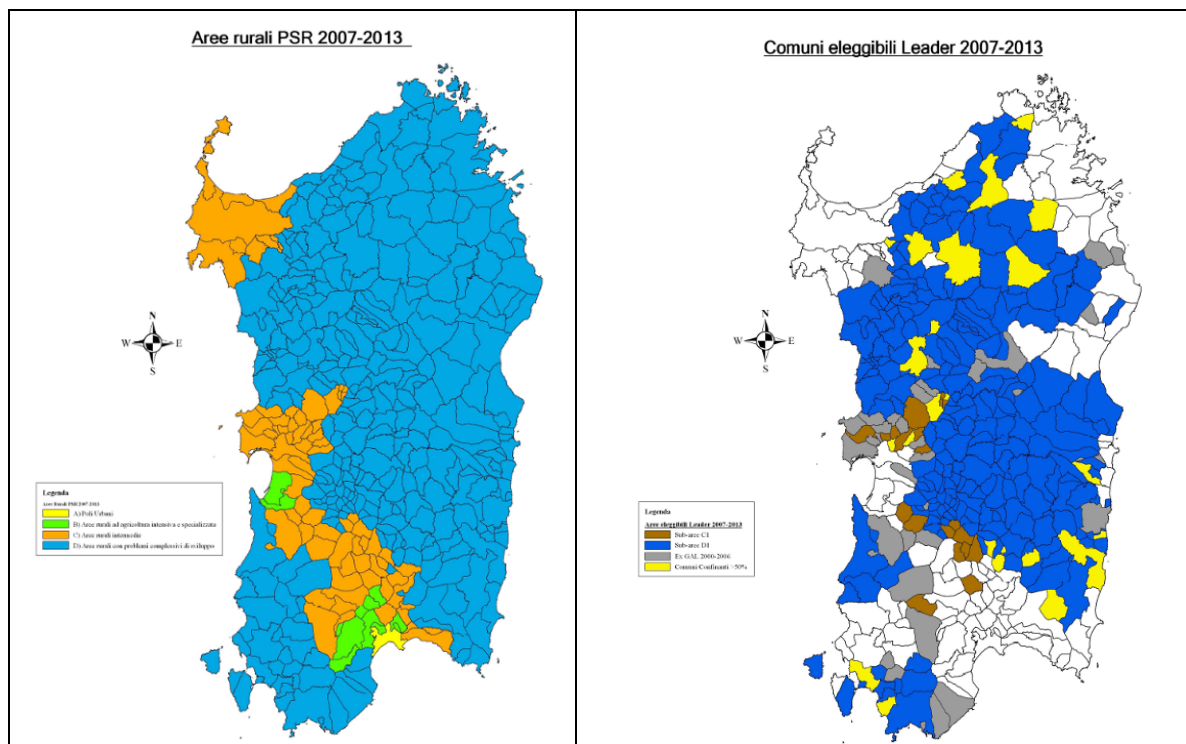 Aree rurali PSR 2007-2013
N
W E
S
Legenda
Aree Rurali PSR 2007-2013
A) Poli Urbani
B) Aree rurali ad agricoltura intensiva e specializzata
C) Aree rurali intermedie
D) Aree rurali con problemi complessivi di sviluppo
Comuni eleggibili Leader 2007-2013
N
W E
S
Legenda
Aree eleggibili Leader 2007-2013
Sub-aree C1
Sub-aree D1
Ex GAL 2000-2006
Comuni Confinanti >50%